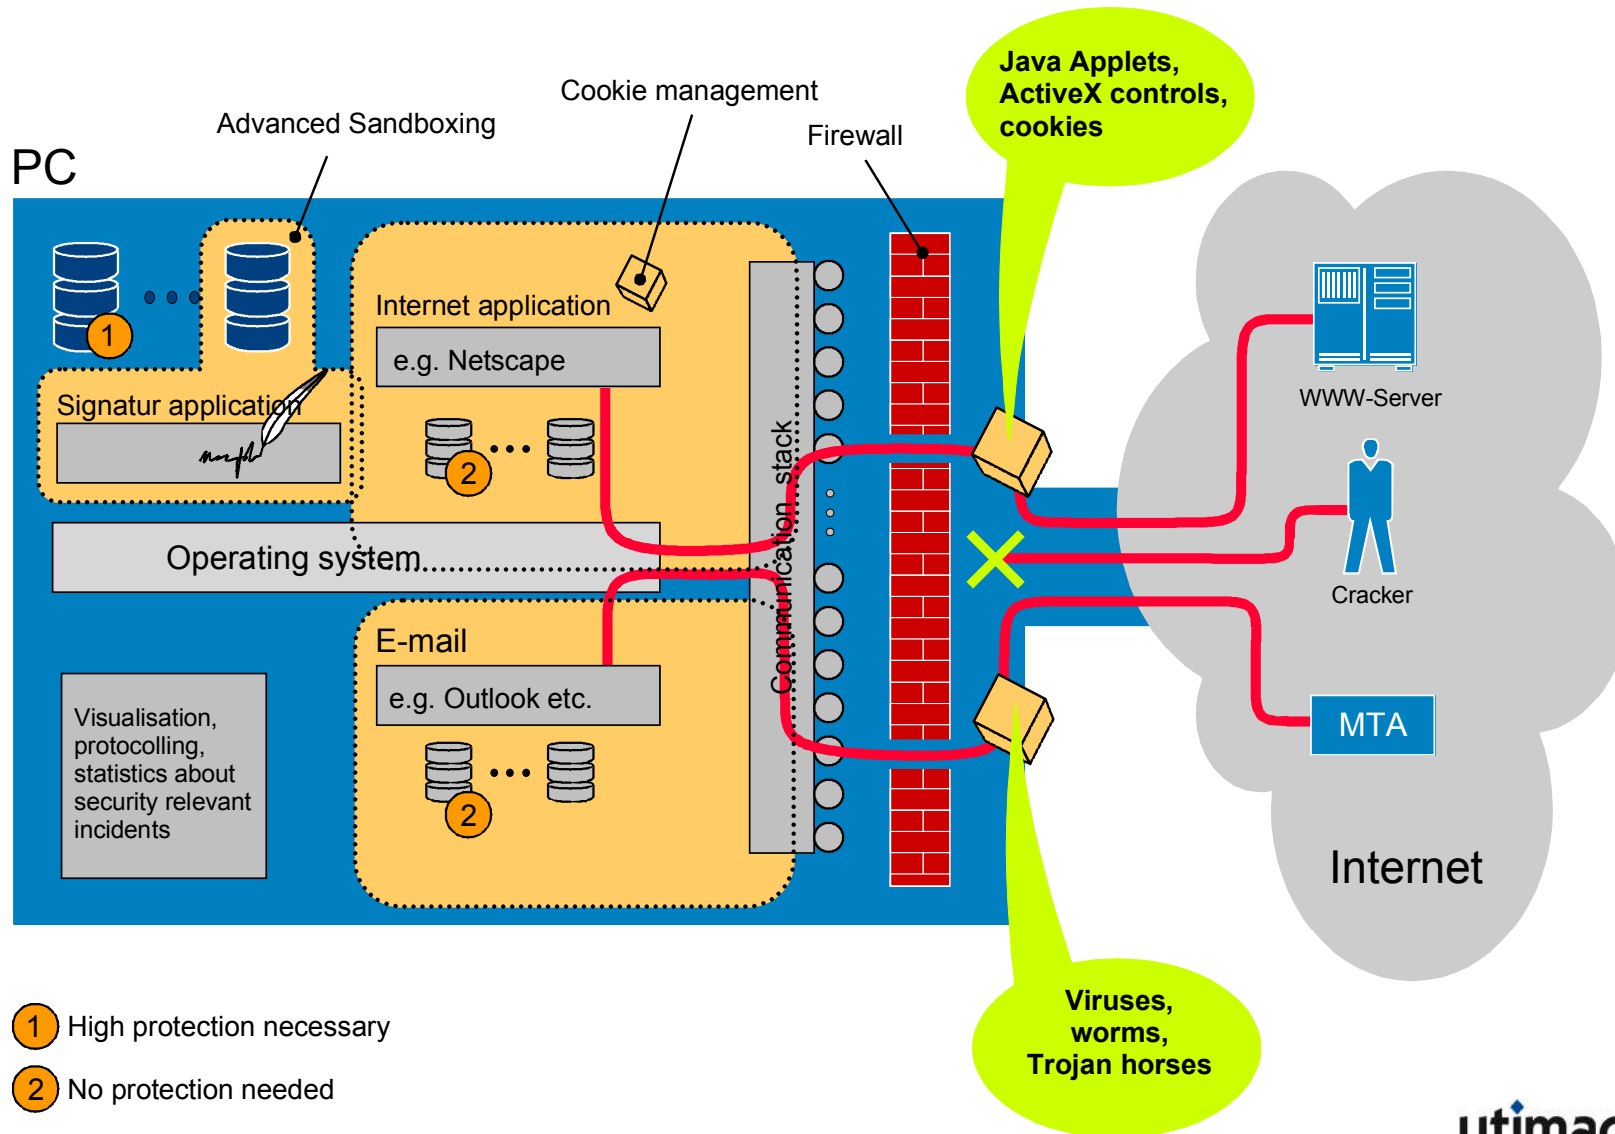 Java Applets,
ActiveX controls,
cookies
Cookie management
Advanced Sandboxing
Firewall
PC
Internet application
e.g. Netscape
1
Signatur application
WWW-Server
2
Communication stack
Operating system
Cracker
E-mail
e.g. Outlook etc.
Visualisation,
protocolling,
statistics about
security relevant
incidents
MTA
2
Internet
Viruses,
worms,
Trojan horses
1 High protection necessary
2 No protection needed